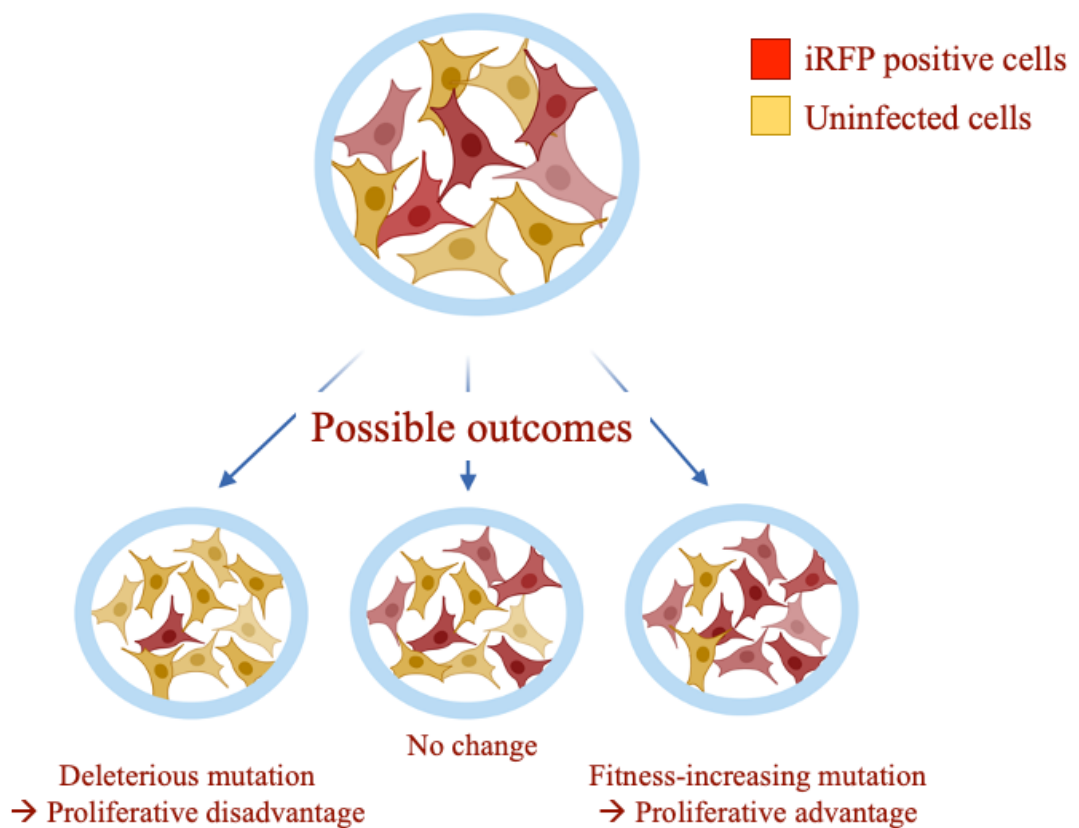 iRFP positive cells
Uninfected cells
Possible outcomes
No change
Deleterious mutation
→ Proliferative disadvantage
Fitness-increasing mutation
→ Proliferative advantage